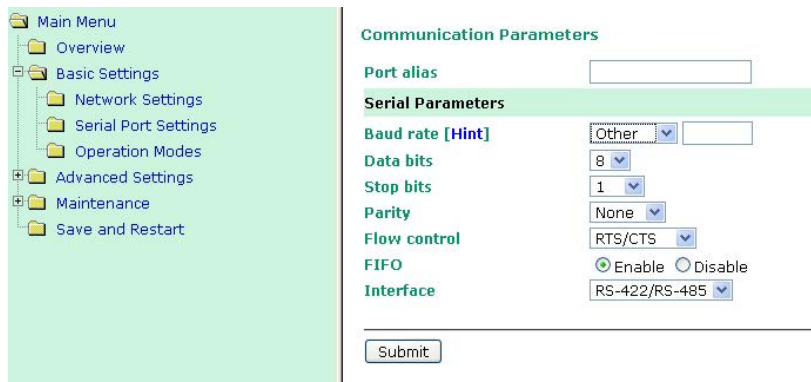 Main Menu
Overview
Basic Settings
Network Settings
Serial Port Settings
Operation Modes
Advanced Settings
Maintenance
Save and Restart
Communication Parameters
Port alias
Serial Parameters
Baud rate [Hint] Other
Data bits 8
Stop bits 1
Parity None
Flow control RTS/CTS
FIFO Enable Disable
Interface RS-422/RS-485
Submit